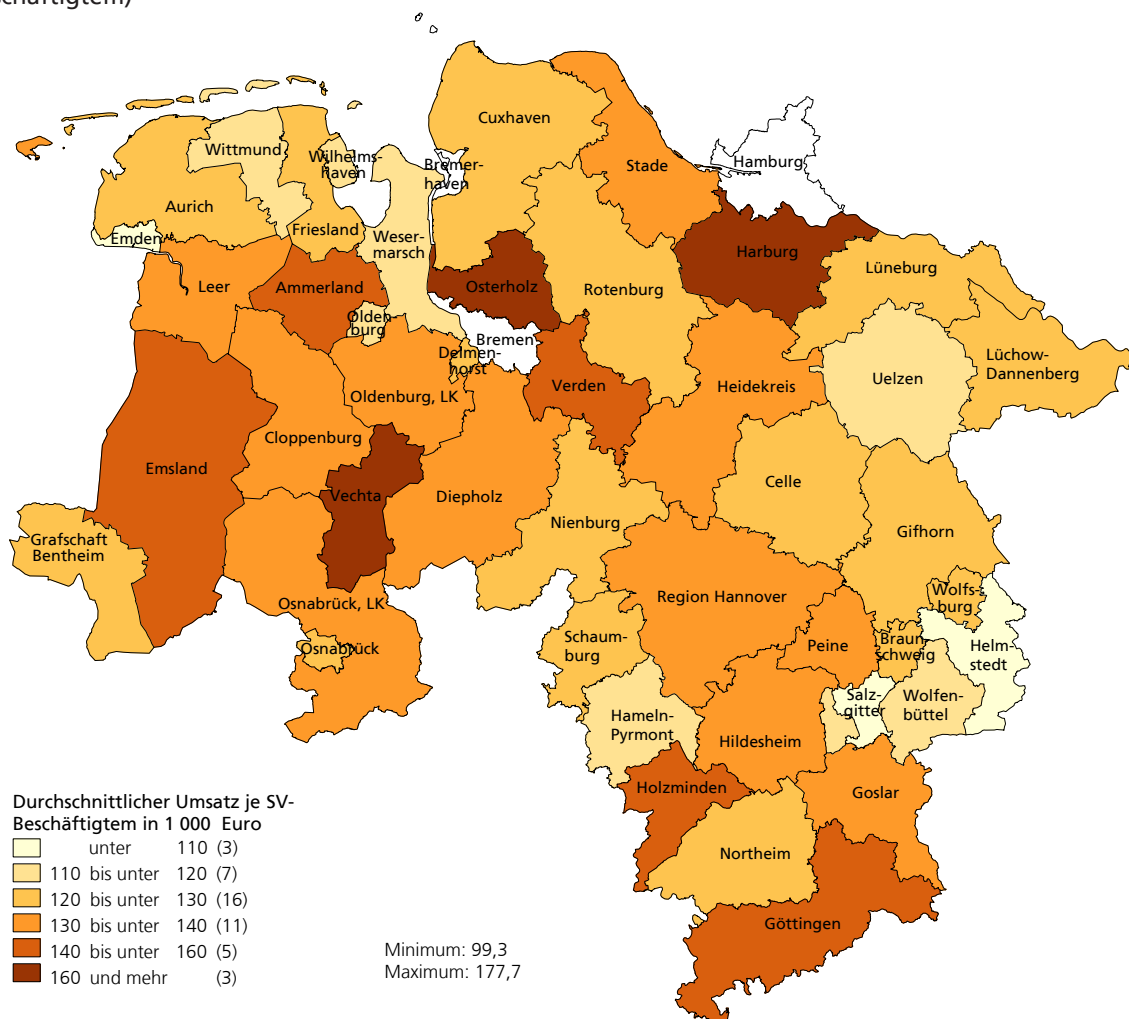 schäftigtem)
Cuxhaven
Wittmund
Wilhelms-
haven
Bremer-
haven
Stade
Hamburg
Aurich
Emden
Friesland
Weser-
marsch
Harburg
Lüneburg
Leer
Ammerland
Osterholz
Rotenburg
Olden-
burg
Bremen
Delmen-
horst
Lüchow-
Dannenberg
Uelzen
Verden
Heidekreis
Oldenburg, LK
Cloppenburg
Emsland
Vechta
Diepholz
Celle
Nienburg
Gifhorn
Grafschaft
Bentheim
Osnabrück, LK
Region Hannover
Wolfs-
burg
Osnabrück
Schaum-
burg
Peine
Braun-
schweig
Helm-
stedt
Salz-
gitter
Wolfen-
büttel
Hameln-
Pyrmont
Hildesheim
Holzminden
Goslar
Northeim
Göttingen
Durchschnittlicher Umsatz je SV-
Beschäftigtem in 1 000 Euro
unter 110 (3)
110 bis unter 120 (7)
120 bis unter 130 (16)
130 bis unter 140 (11)
140 bis unter 160 (5)
160 und mehr (3)
Minimum: 99,3
Maximum: 177,7